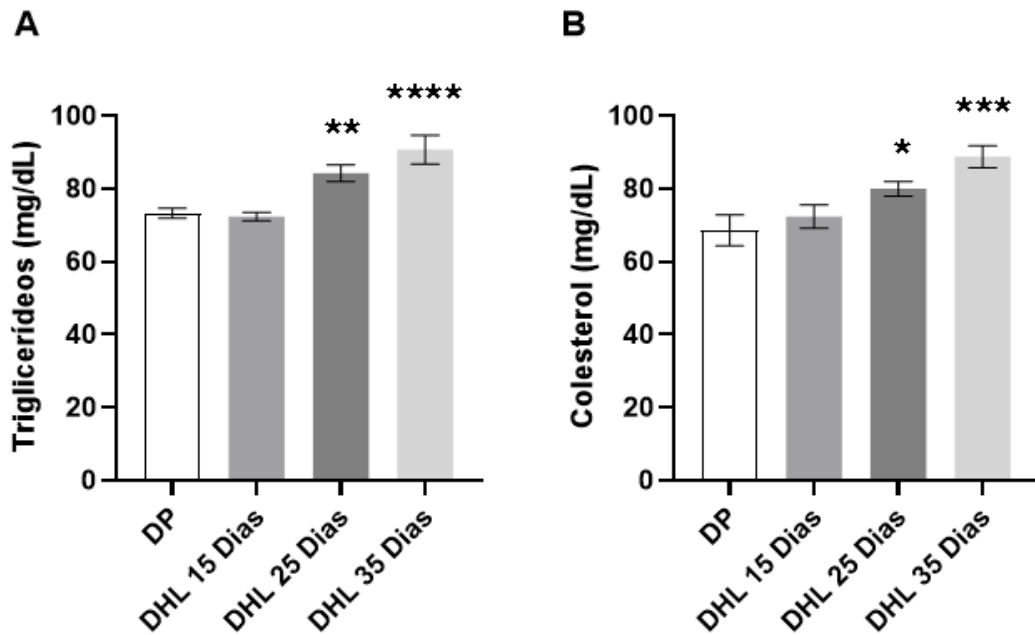 A
Triglicerídeos (mg/dL)
100
80
60
40
20
0
**
****
DP
DHL 15 Dias
DHL 25 Dias
DHL 35 Dias
B
Colesterol (mg/dL)
100
80
60
40
20
0
*
***
DP
DHL 15 Dias
DHL 25 Dias
DHL 35 Dias